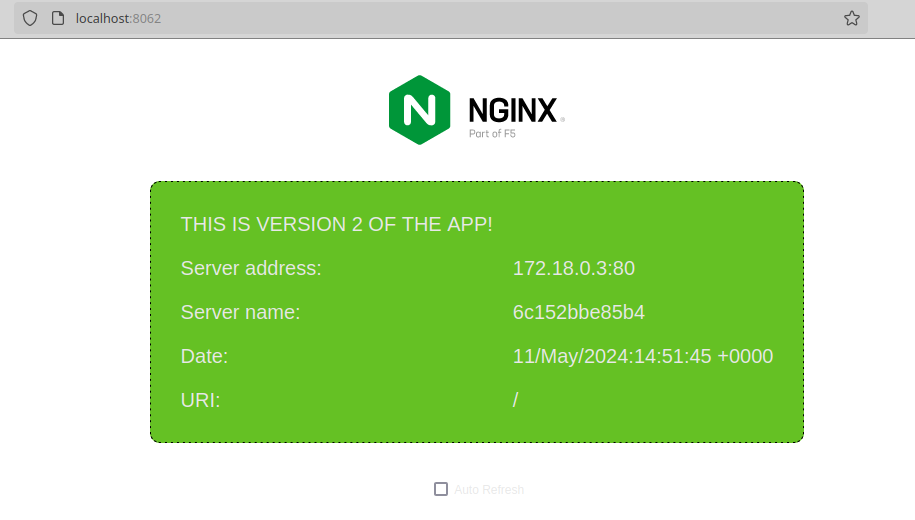 localhost:8062
NGINX
Part of F5
THIS IS VERSION 2 OF THE APP!
Server address: 172.18.0.3:80
Server name: 6c152bbe85b4
Date: 11/May/2024:14:51:45 +0000
URI: /
Auto Refresh